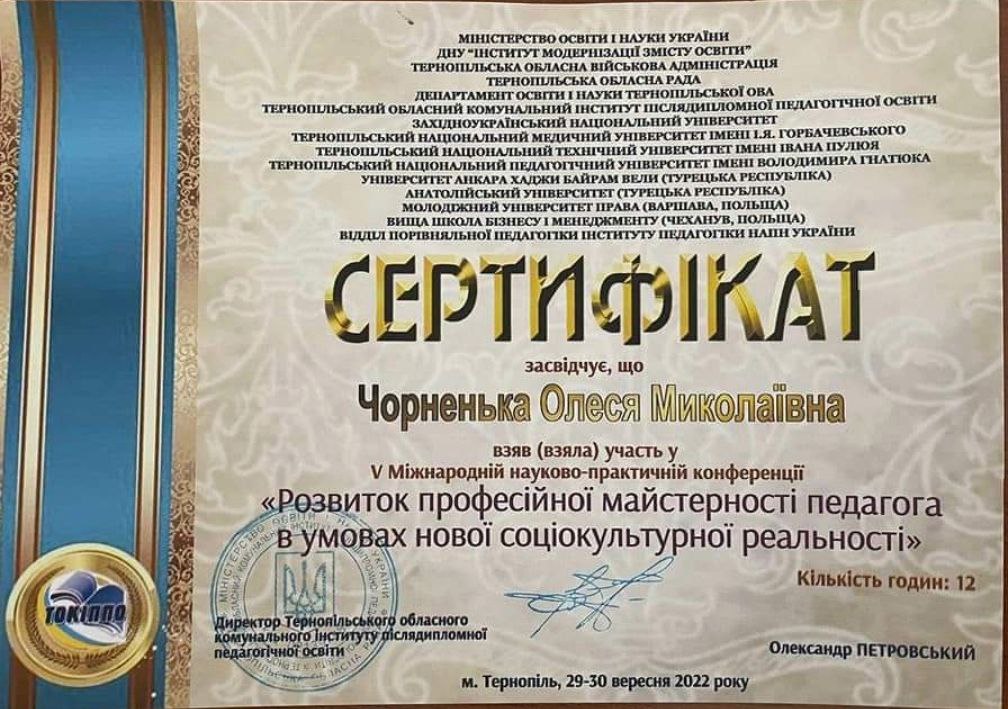 МІНІСТЕРСТВО ОСВІТИ І НАУКИ УКРАЇНИ
ДНУ "ІНСТИТУТ МОДЕРНІЗАЦІЇ ЗМІСТУ ОСВІТИ"
ТЕРНОПІЛЬСЬКА ОБЛАСНА ВІЙСЬКОВА АДМІНІСТРАЦІЯ
ТЕРНОПІЛЬСЬКА ОБЛАСНА РАДА
ДЕПАРТАМЕНТ ОСВІТИ І НАУКИ ТЕРНОПІЛЬСЬКОЇ ОВА
ТЕРНОПІЛЬСЬКИЙ ОБЛАСНИЙ КОМУНАЛЬНИЙ ІНСТИТУТ ПІСЛЯДИПЛОМНОЇ ПЕДАГОГІЧНОЇ ОСВІТИ
ЗАХІДНОУКРАЇНСЬКИЙ НАЦІОНАЛЬНИЙ УНІВЕРСИТЕТ
ТЕРНОПІЛЬСЬКИЙ НАЦІОНАЛЬНИЙ МЕДИЧНИЙ УНІВЕРСИТЕТ ІМЕНІ І.Я. ГОРБАЧЕВСЬКОГО
ТЕРНОПІЛЬСЬКИЙ НАЦІОНАЛЬНИЙ ТЕХНІЧНИЙ УНІВЕРСИТЕТ ІМЕНІ ІВАНА ПУЛЮЯ
ТЕРНОПІЛЬСЬКИЙ НАЦІОНАЛЬНИЙ ПЕДАГОГІЧНИЙ УНІВЕРСИТЕТ ІМЕНІ ВОЛОДИМИРА ГНАТЮКА
УНІВЕРСИТЕТ АНКАРА ХАДЖИ БАЙРАМ ВЕЛИ (ТУРЕЦЬКА РЕСПУБЛІКА)
АНАТОЛІЙСЬКИЙ УНІВЕРСИТЕТ (ТУРЕЦЬКА РЕСПУБЛІКА)
МОЛОДІЖНИЙ УНІВЕРСИТЕТ ПРАВА (ВАРШАВА, ПОЛЬЩА)
ВИЩА ШКОЛА БІЗНЕСУ І МЕНЕДЖМЕНТУ (ЧЕХАНУВ, ПОЛЬЩА)
ВІДДІЛ ПОРІВНЯЛЬНОЇ ПЕДАГОГІКИ ІНСТИТУТУ ПЕДАГОГІКИ НАПН УКРАЇНИ
СЕРТИФІКАТ
засвідчує, що
Чорненька Олеся Миколаївна
взяв (взяла) участь у
V Міжнародній науково-практичній конференції
«Розвиток професійної майстерності педагога
в умовах нової соціокультурної реальності»
Кількість годин: 12
ТОКІППО
Директор Тернопільського обласного
комунального інституту післядипломної
педагогічної освіти
Олександр ПЕТРОВСЬКИЙ
м. Тернопіль, 29-30 вересня 2022 року